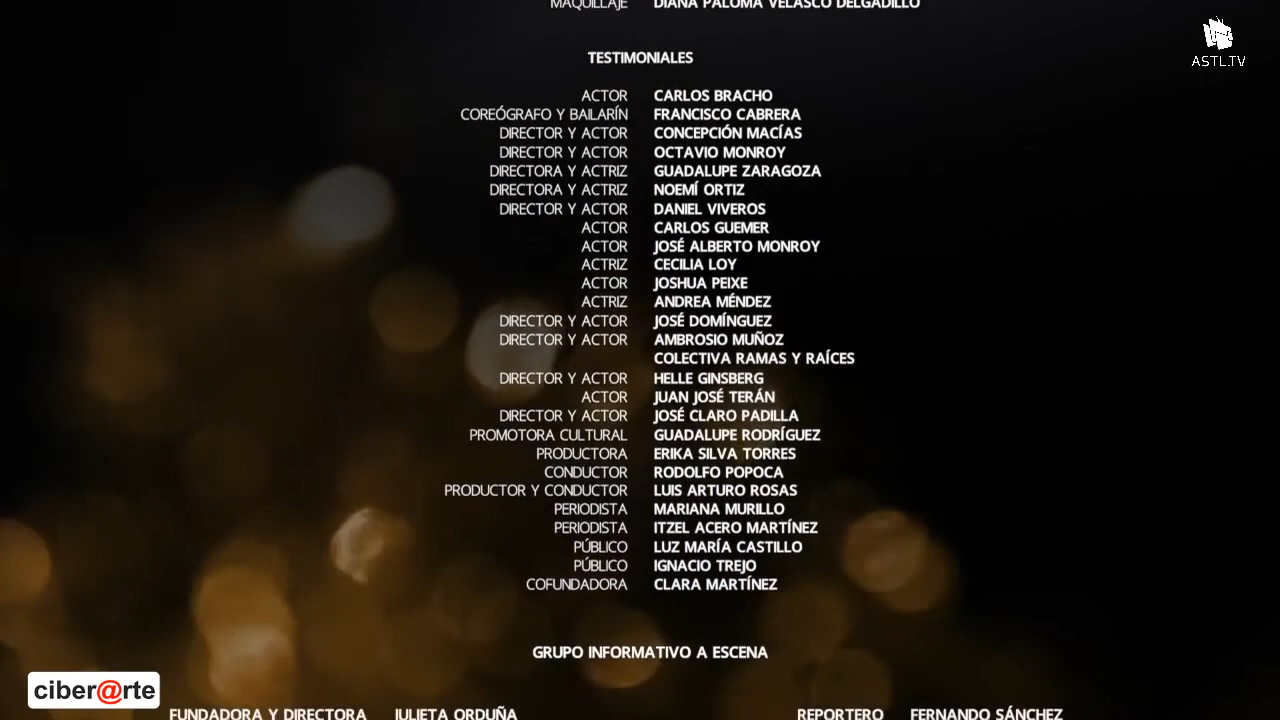 MAQUILLAJE DIANA PALOMA VELASCO DELGADILLO
ASTL.TV
TESTIMONIALES
ACTOR CARLOS BRACHO
COREÓGRAFO Y BAILARÍN FRANCISCO CABRERA
DIRECTOR Y ACTOR CONCEPCIÓN MACÍAS
DIRECTOR Y ACTOR OCTAVIO MONROY
DIRECTORA Y ACTRIZ GUADALUPE ZARAGOZA
DIRECTORA Y ACTRIZ NOEMÍ ORTIZ
DIRECTOR Y ACTOR DANIEL VIVEROS
ACTOR CARLOS GUEMER
ACTOR JOSÉ ALBERTO MONROY
ACTRIZ CECILIA LOY
ACTOR JOSHUA PEIXE
ACTRIZ ANDREA MÉNDEZ
DIRECTOR Y ACTOR JOSÉ DOMÍNGUEZ
DIRECTOR Y ACTOR AMBROSIO MUÑOZ
COLECTIVA RAMAS Y RAÍCES
DIRECTOR Y ACTOR HELLE GINSBERG
ACTOR JUAN JOSÉ TERÁN
DIRECTOR Y ACTOR JOSÉ CLARO PADILLA
PROMOTORA CULTURAL GUADALUPE RODRÍGUEZ
PRODUCTORA ERIKA SILVA TORRES
CONDUCTOR RODOLFO POPOCA
PRODUCTOR Y CONDUCTOR LUIS ARTURO ROSAS
PERIODISTA MARIANA MURILLO
PERIODISTA ITZEL ACERO MARTÍNEZ
PÚBLICO LUZ MARÍA CASTILLO
PÚBLICO IGNACIO TREJO
COFUNDADORA CLARA MARTÍNEZ
GRUPO INFORMATIVO A ESCENA
ciber@rte
FUNDADORA Y DIRECTORA JULIETA ORDUÑA REPORTERO FERNANDO SÁNCHEZ